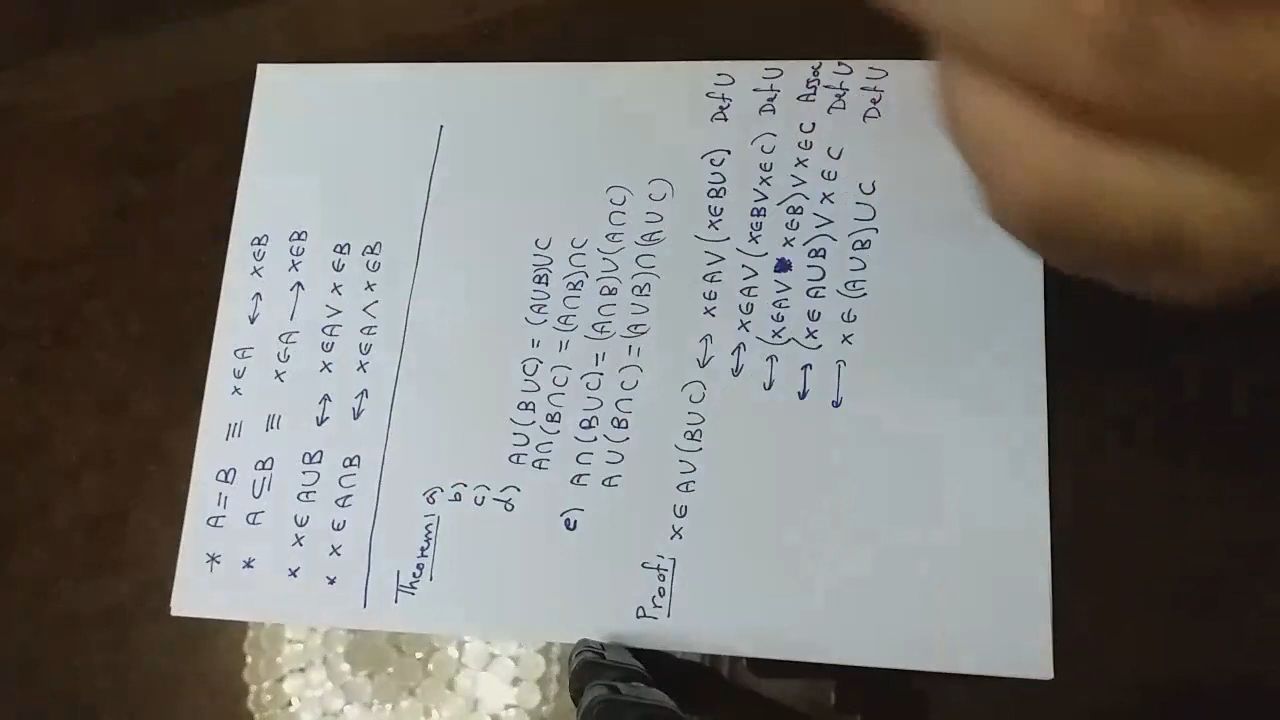 * A=B ≡ x∈A ↔ x∈B
* A⊆B ≡ x∈A → x∈B
* x∈A∪B ↔ x∈A∨x∈B
* x∈A∩B ↔ x∈A∧x∈B
Theorem: a)
b)
c)
d) A∪(B∪C)=(A∪B)∪C
A∩(B∩C)=(A∩B)∩C
e) A∩(B∪C)=(A∩B)∪(A∩C)
A∪(B∩C)=(A∪B)∩(A∪C)
Proof: x∈A∪(B∪C) ↔ x∈A∨(x∈B∪C) Def ∪
↔ x∈A∨(x∈B∨x∈C) Def ∪
↔ (x∈A∨x∈B)∨x∈C Assoc
↔ (x∈A∪B)∨x∈C Def ∪
↔ x∈(A∪B)∪C Def ∪